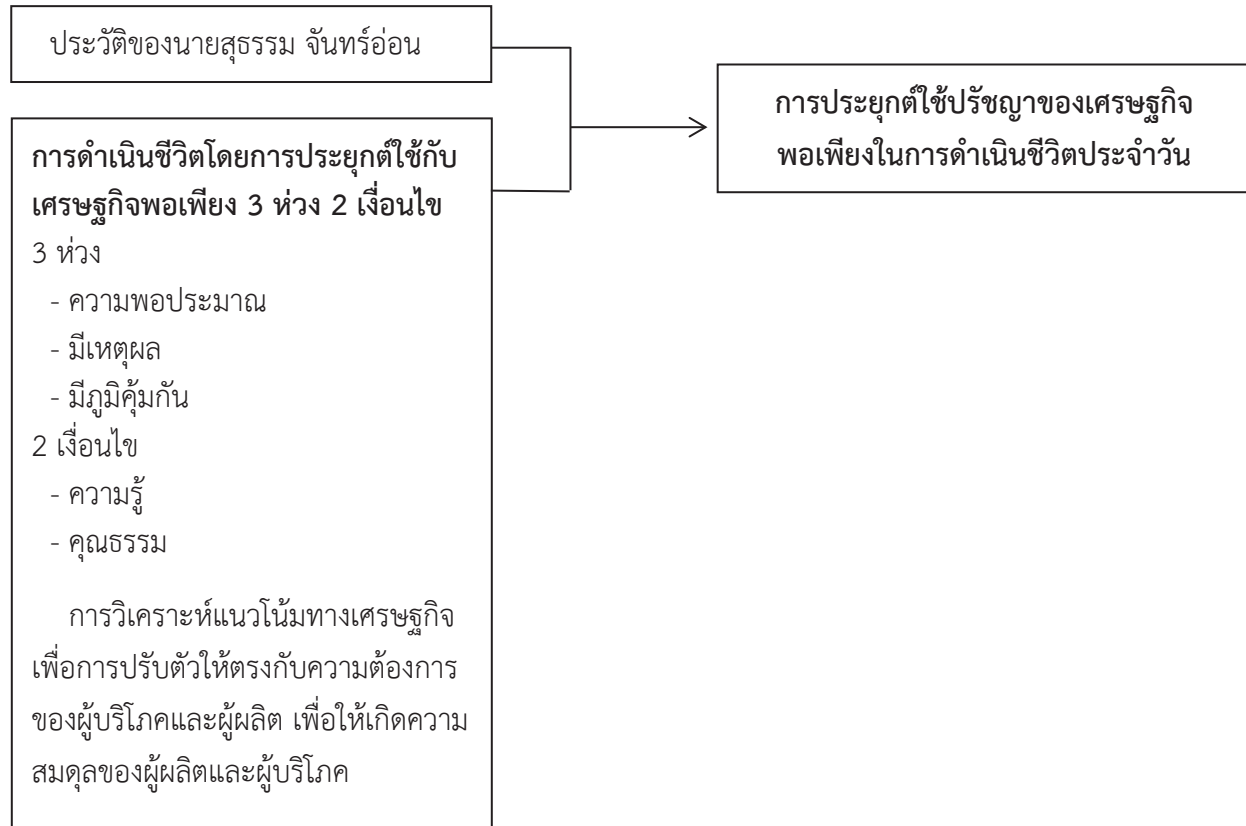 ประวัติของนายสุธรรม จันทร์อ่อน
การประยุกต์ใช้ปรัชญาของเศรษฐกิจ
พอเพียงในการดำเนินชีวิตประจำวัน
การดำเนินชีวิตโดยการประยุกต์ใช้กับ
เศรษฐกิจพอเพียง 3 ห่วง 2 เงื่อนไข
3 ห่วง
- ความพอประมาณ
- มีเหตุผล
- มีภูมิคุ้มกัน
2 เงื่อนไข
- ความรู้
- คุณธรรม
การวิเคราะห์แนวโน้มทางเศรษฐกิจ
เพื่อการปรับตัวให้ตรงกับความต้องการ
ของผู้บริโภคและผู้ผลิต เพื่อให้เกิดความ
สมดุลของผู้ผลิตและผู้บริโภค